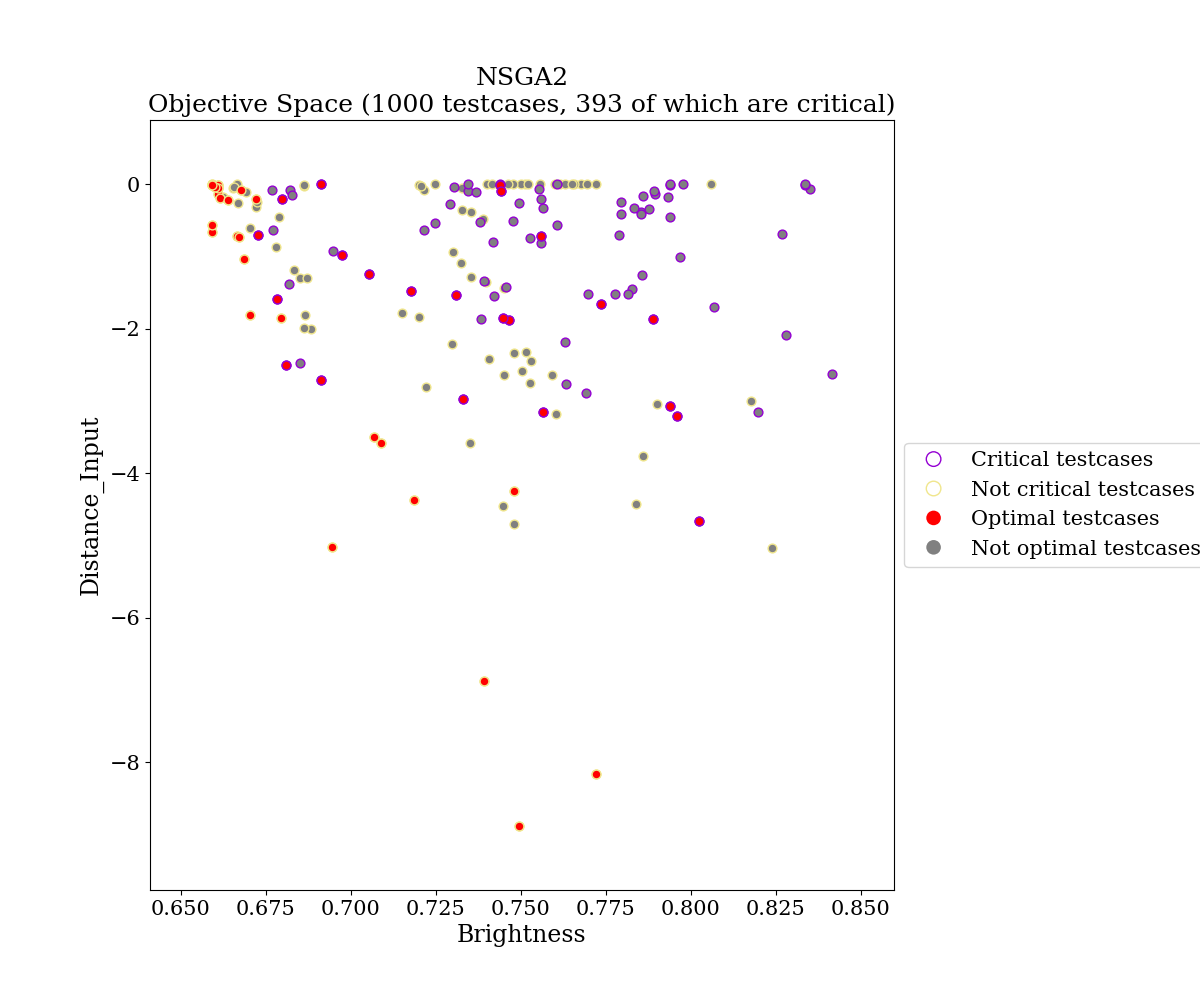 NSGA2
Objective Space (1000 testcases, 393 of which are critical)
Distance_Input
0
−2
−4
−6
−8
0.650 0.675 0.700 0.725 0.750 0.775 0.800 0.825 0.850
Brightness
Critical testcases
Not critical testcases
Optimal testcases
Not optimal testcases